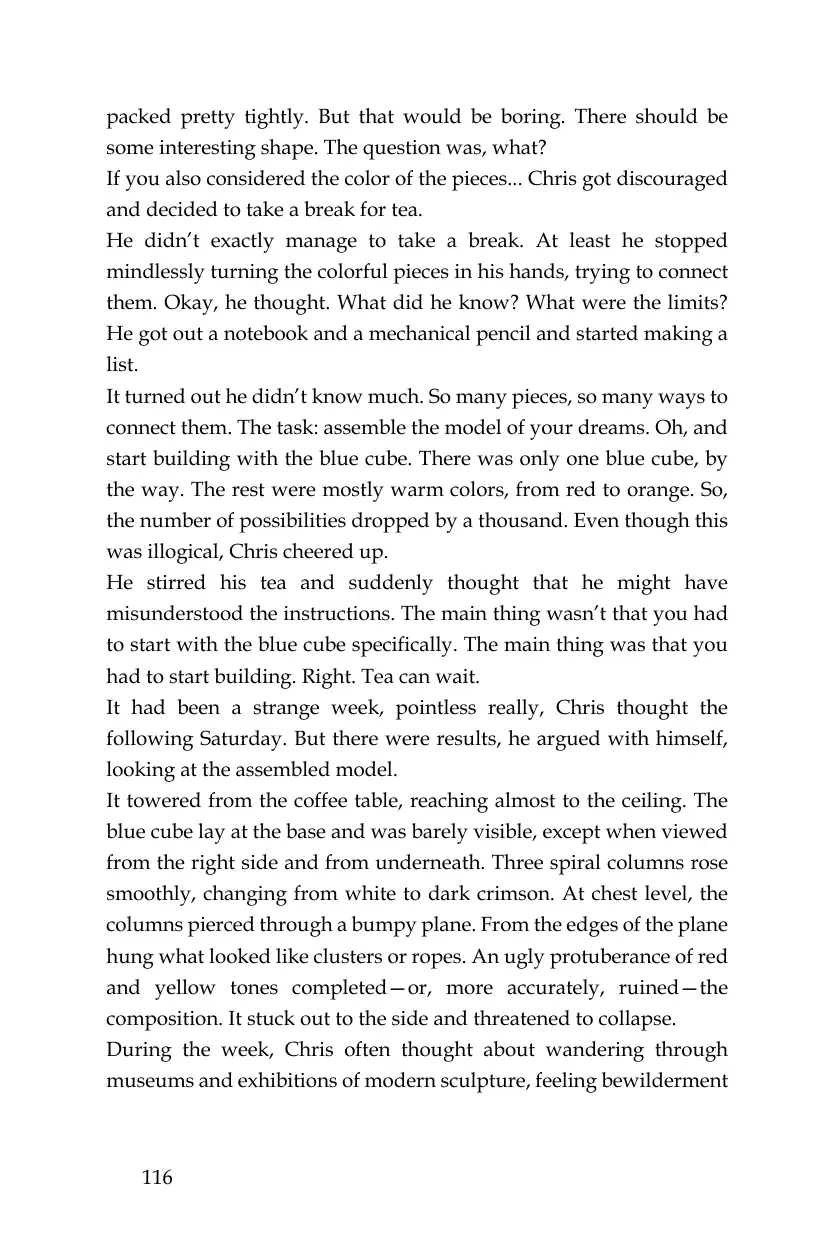 packed pretty tightly. But that would be boring. There should be
some interesting shape. The question was, what?
If you also considered the color of the pieces... Chris got discouraged
and decided to take a break for tea.
He didn’t exactly manage to take a break. At least he stopped
mindlessly turning the colorful pieces in his hands, trying to connect
them. Okay, he thought. What did he know? What were the limits?
He got out a notebook and a mechanical pencil and started making a
list.
It turned out he didn’t know much. So many pieces, so many ways to
connect them. The task: assemble the model of your dreams. Oh, and
start building with the blue cube. There was only one blue cube, by
the way. The rest were mostly warm colors, from red to orange. So,
the number of possibilities dropped by a thousand. Even though this
was illogical, Chris cheered up.
He stirred his tea and suddenly thought that he might have
misunderstood the instructions. The main thing wasn’t that you had
to start with the blue cube specifically. The main thing was that you
had to start building. Right. Tea can wait.
It had been a strange week, pointless really, Chris thought the
following Saturday. But there were results, he argued with himself,
looking at the assembled model.
It towered from the coffee table, reaching almost to the ceiling. The
blue cube lay at the base and was barely visible, except when viewed
from the right side and from underneath. Three spiral columns rose
smoothly, changing from white to dark crimson. At chest level, the
columns pierced through a bumpy plane. From the edges of the plane
hung what looked like clusters or ropes. An ugly protuberance of red
and yellow tones completed—or, more accurately, ruined—the
composition. It stuck out to the side and threatened to collapse.
During the week, Chris often thought about wandering through
museums and exhibitions of modern sculpture, feeling bewilderment
116